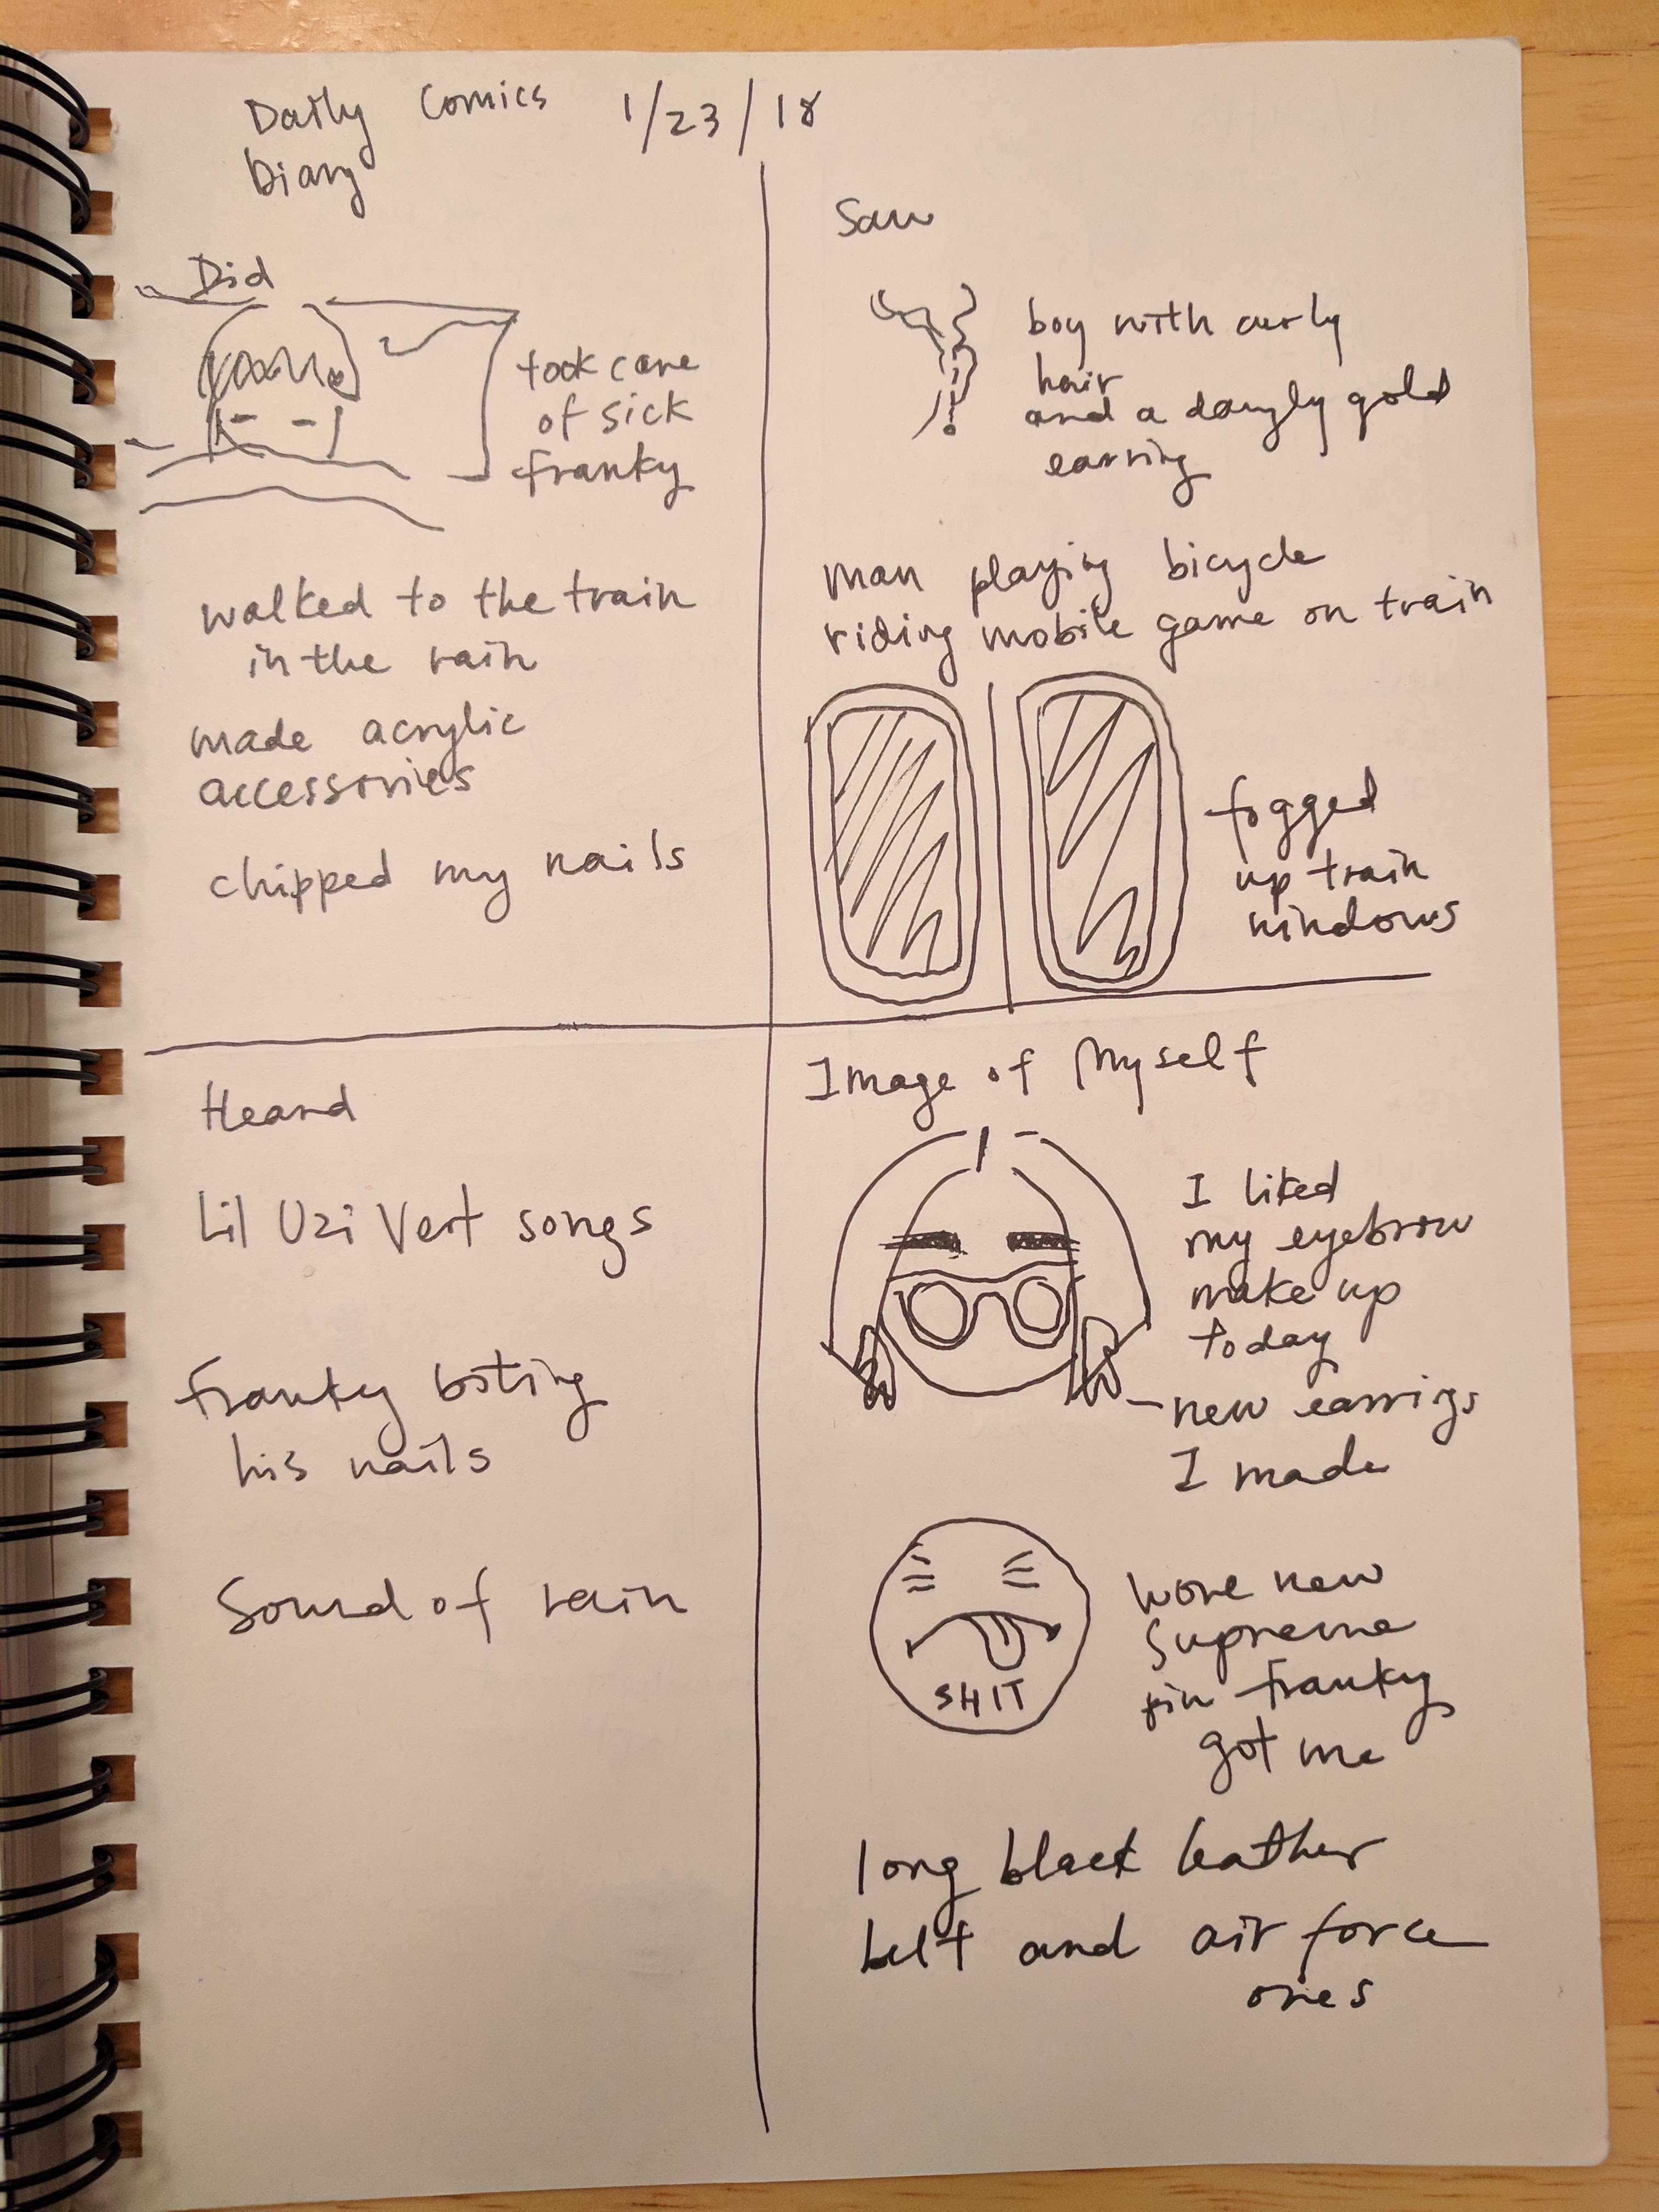 Daily Comics 1/23/18
Diary
Did
took care
of sick
franky
walked to the train
in the rain
made acrylic
accessories
chipped my nails
Saw
boy with curly
hair
and a dangly gold
earring
man playing bicycle
riding mobile game on train
fogged
up train
windows
Heard
Lil Uzi Vert songs
Franky biting
his nails
Sound of rain
Image of Myself
I liked
my eyebrow
make up
today
new earrigs
I made
SHIT
wore new
Supreme
pin Franky
got me
long black leather
belt and air force
ones